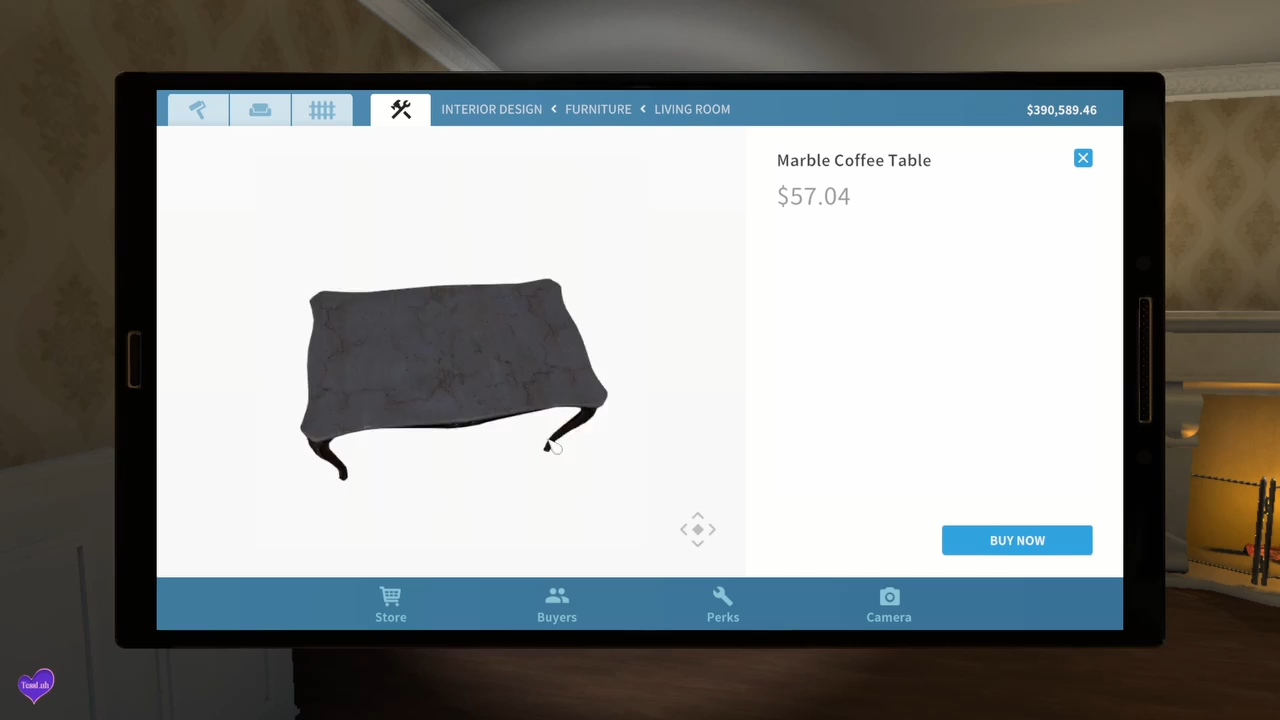 INTERIOR DESIGN < FURNITURE < LIVING ROOM
$390,589.46
Marble Coffee Table
$57.04
BUY NOW
Store
Buyers
Perks
Camera